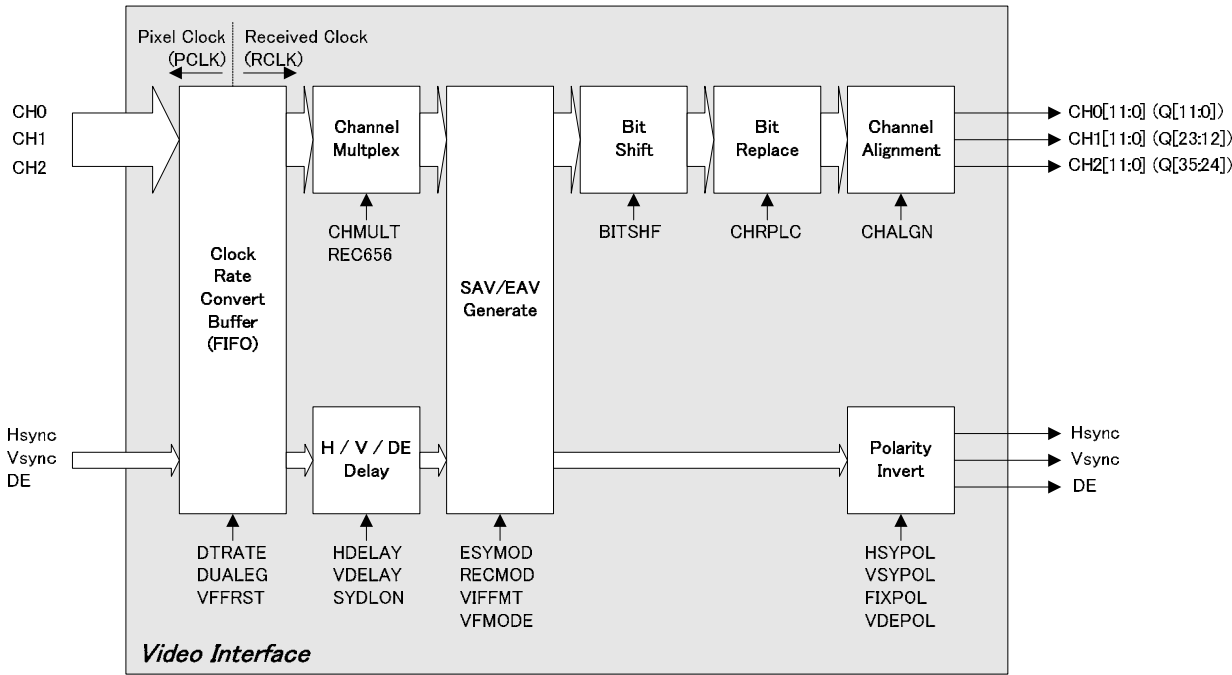 Pixel Clock
(PCLK)
Received Clock
(RCLK)
CH0
CH1
CH2
Channel
Multplex
Bit
Shift
Bit
Replace
Channel
Alignment
CH0[11:0] (Q[11:0])
CH1[11:0] (Q[23:12])
CH2[11:0] (Q[35:24])
CHMULT
REC656
BITSHF
CHRPLC
CHALGN
Clock
Rate
Convert
Buffer
(FIFO)
SAV/EAV
Generate
Hsync
Vsync
DE
H / V / DE
Delay
Polarity
Invert
Hsync
Vsync
DE
DTRATE
DUALEG
VFFRST
HDELAY
VDELAY
SYDLON
ESYMOD
RECMOD
VIFFMT
VFMODE
HSYPOL
VSYPOL
FIXPOL
VDEPOL
Video Interface